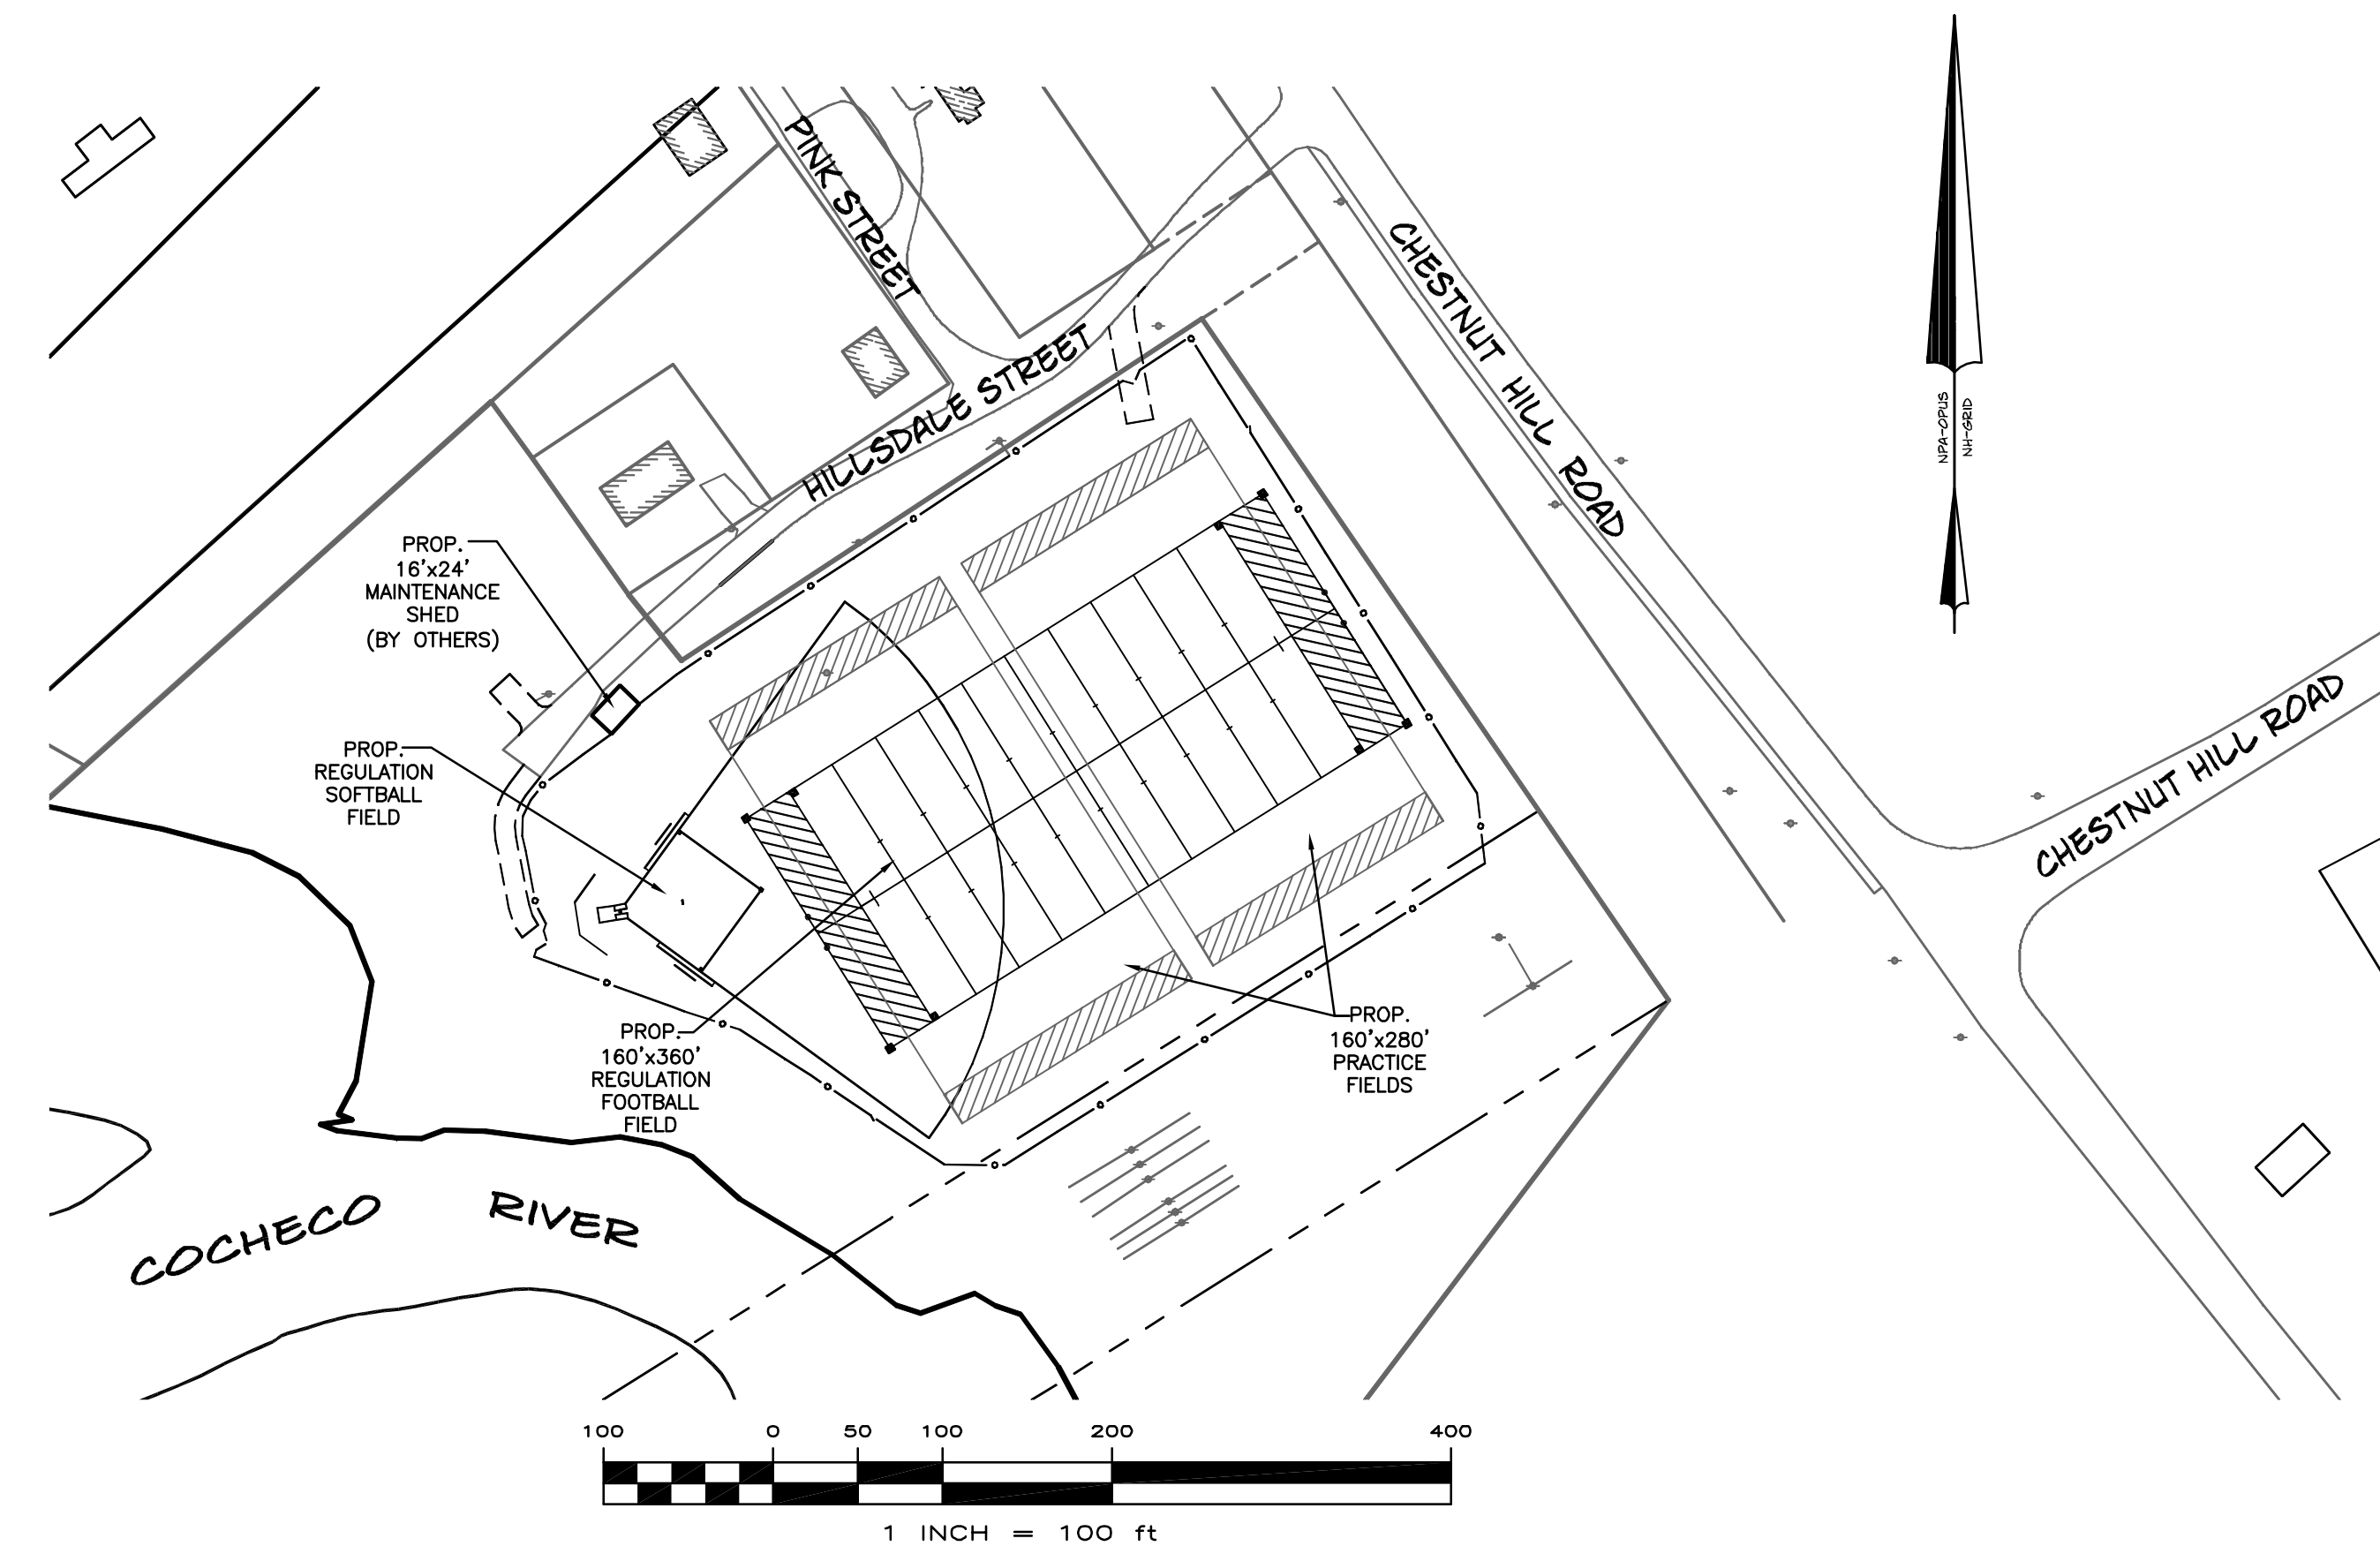 PINK STREET
CHESTNUT HILL ROAD
HILLSDALE STREET
NPA-OPUS
NH-GRID
PROP.
16'x24'
MAINTENANCE
SHED
(BY OTHERS)
PROP.
REGULATION
SOFTBALL
FIELD
CHESTNUT HILL ROAD
PROP.
160'x360'
REGULATION
FOOTBALL
FIELD
PROP.
160'x280'
PRACTICE
FIELDS
COCHECO RIVER
100 0 50 100 200 400
1 INCH = 100 ft